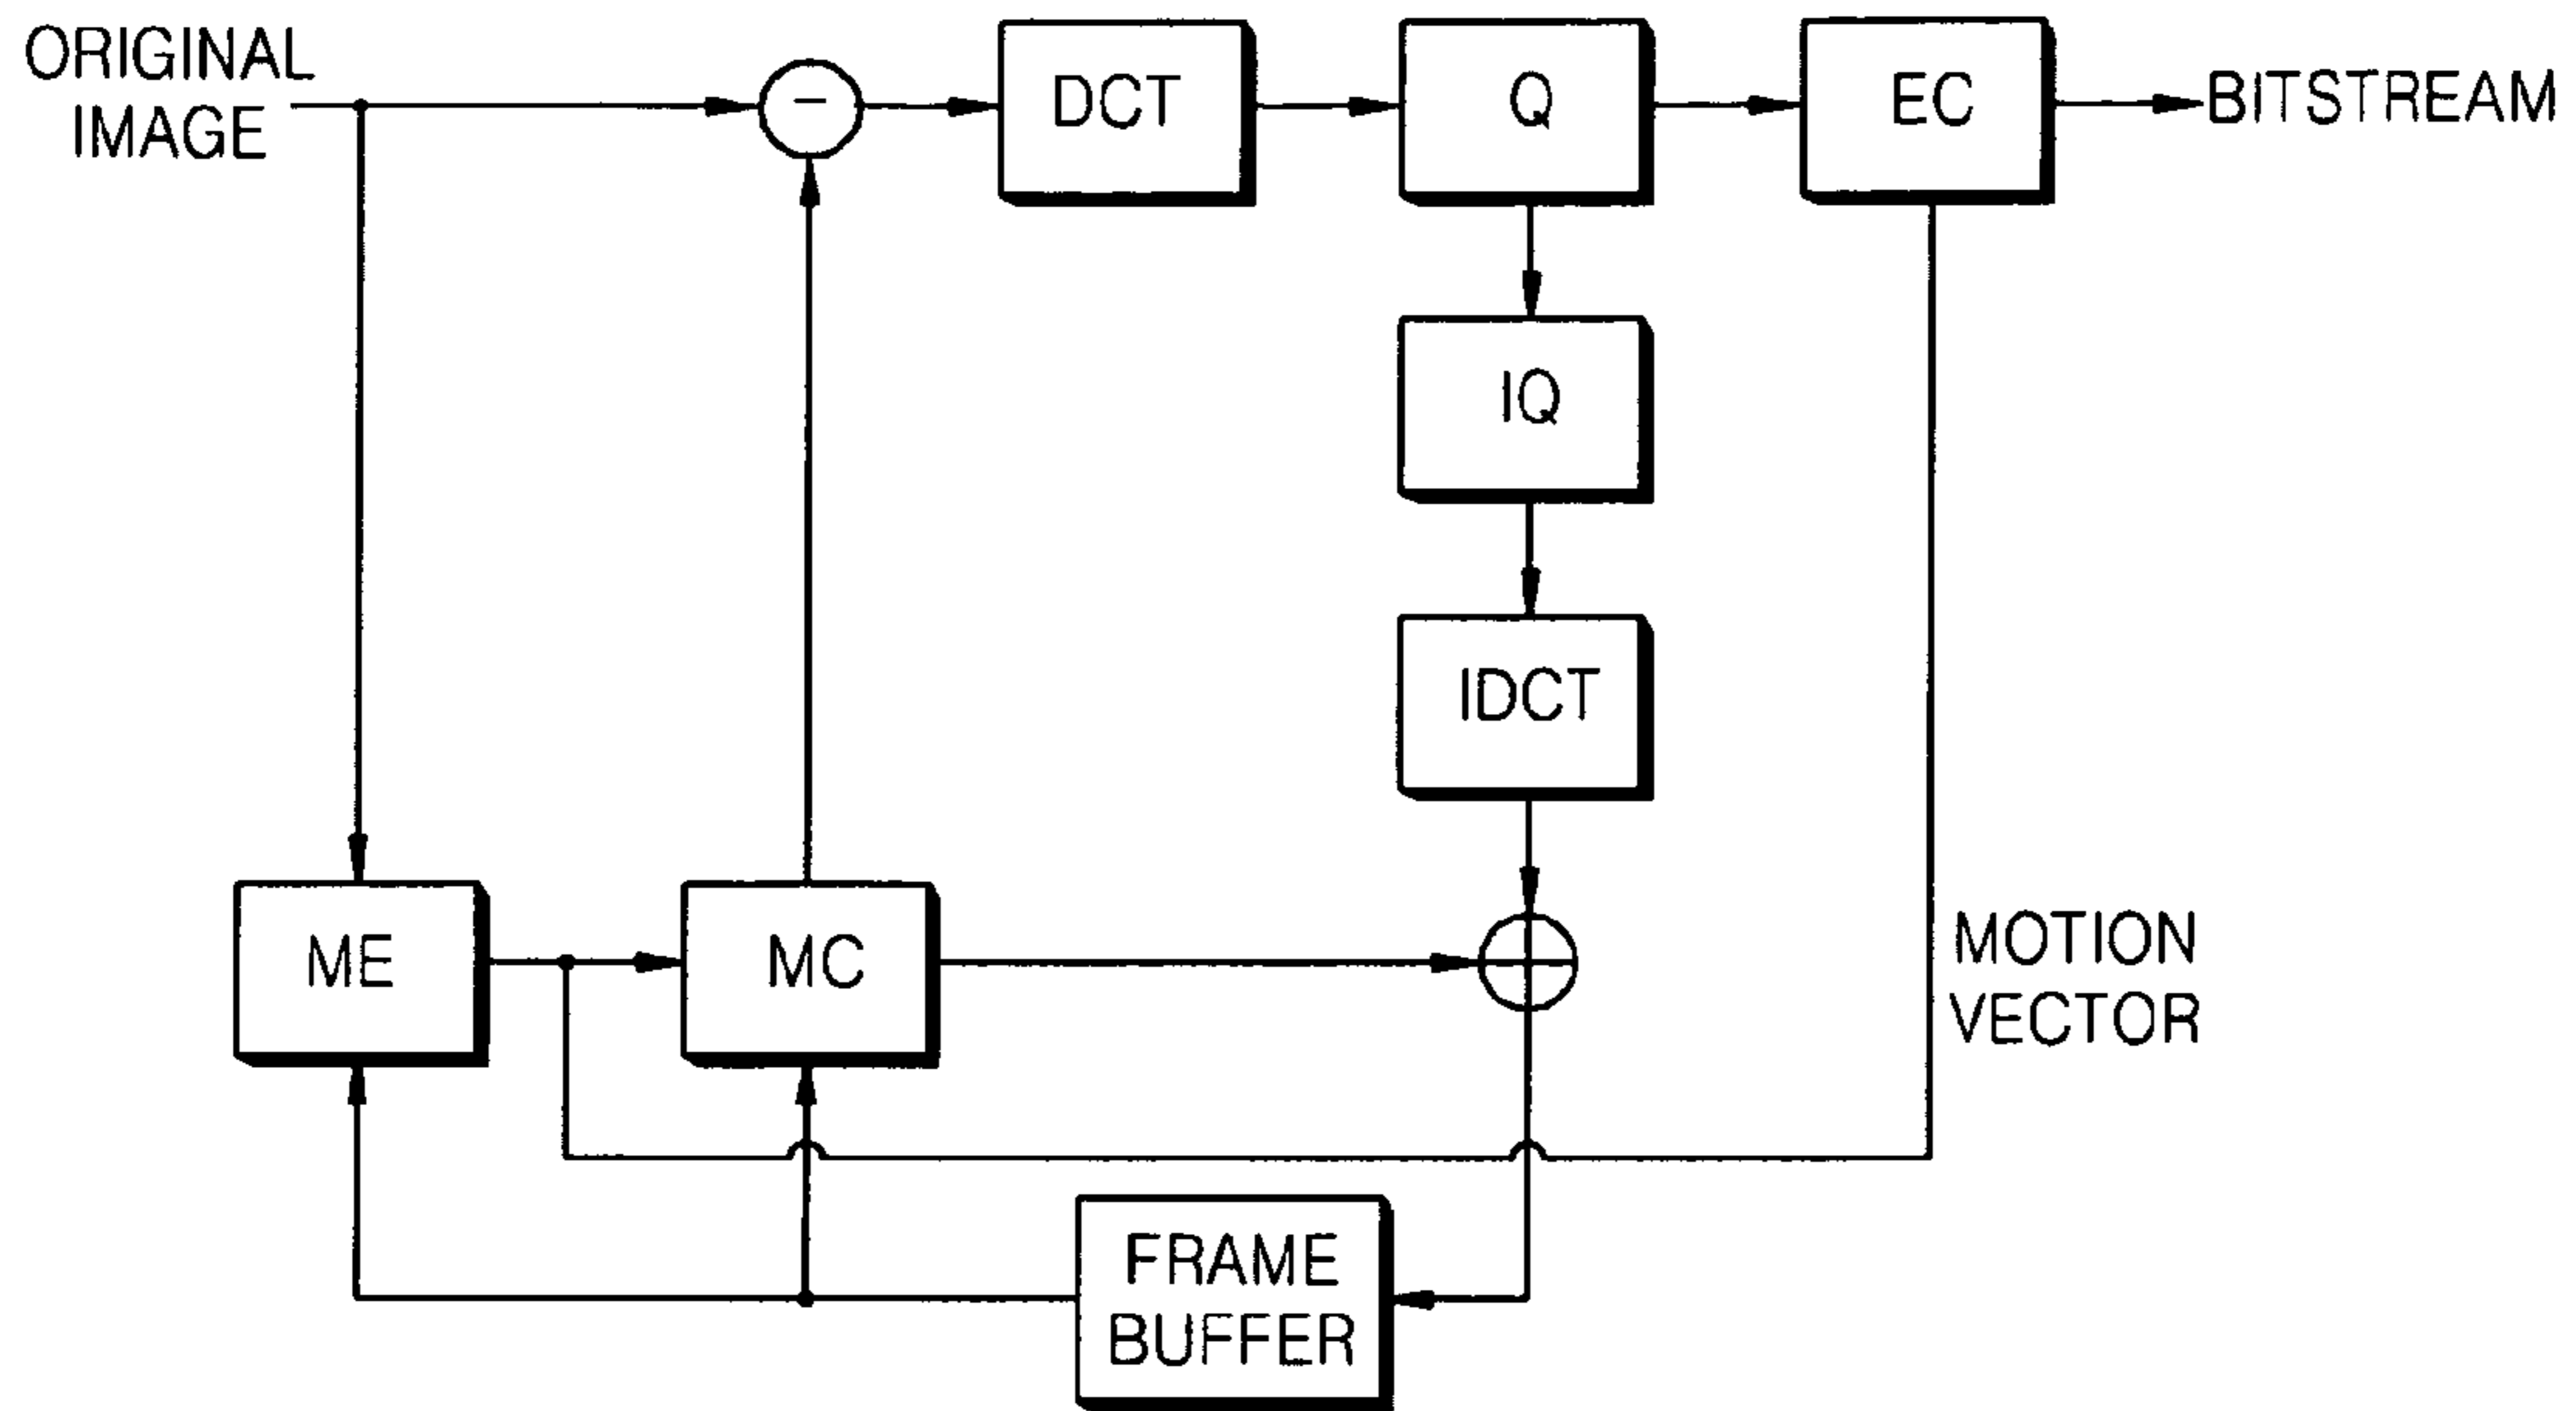 ORIGINAL
IMAGE
−
DCT
Q
EC
BITSTREAM
IQ
IDCT
ME
MC
MOTION
VECTOR
FRAME
BUFFER